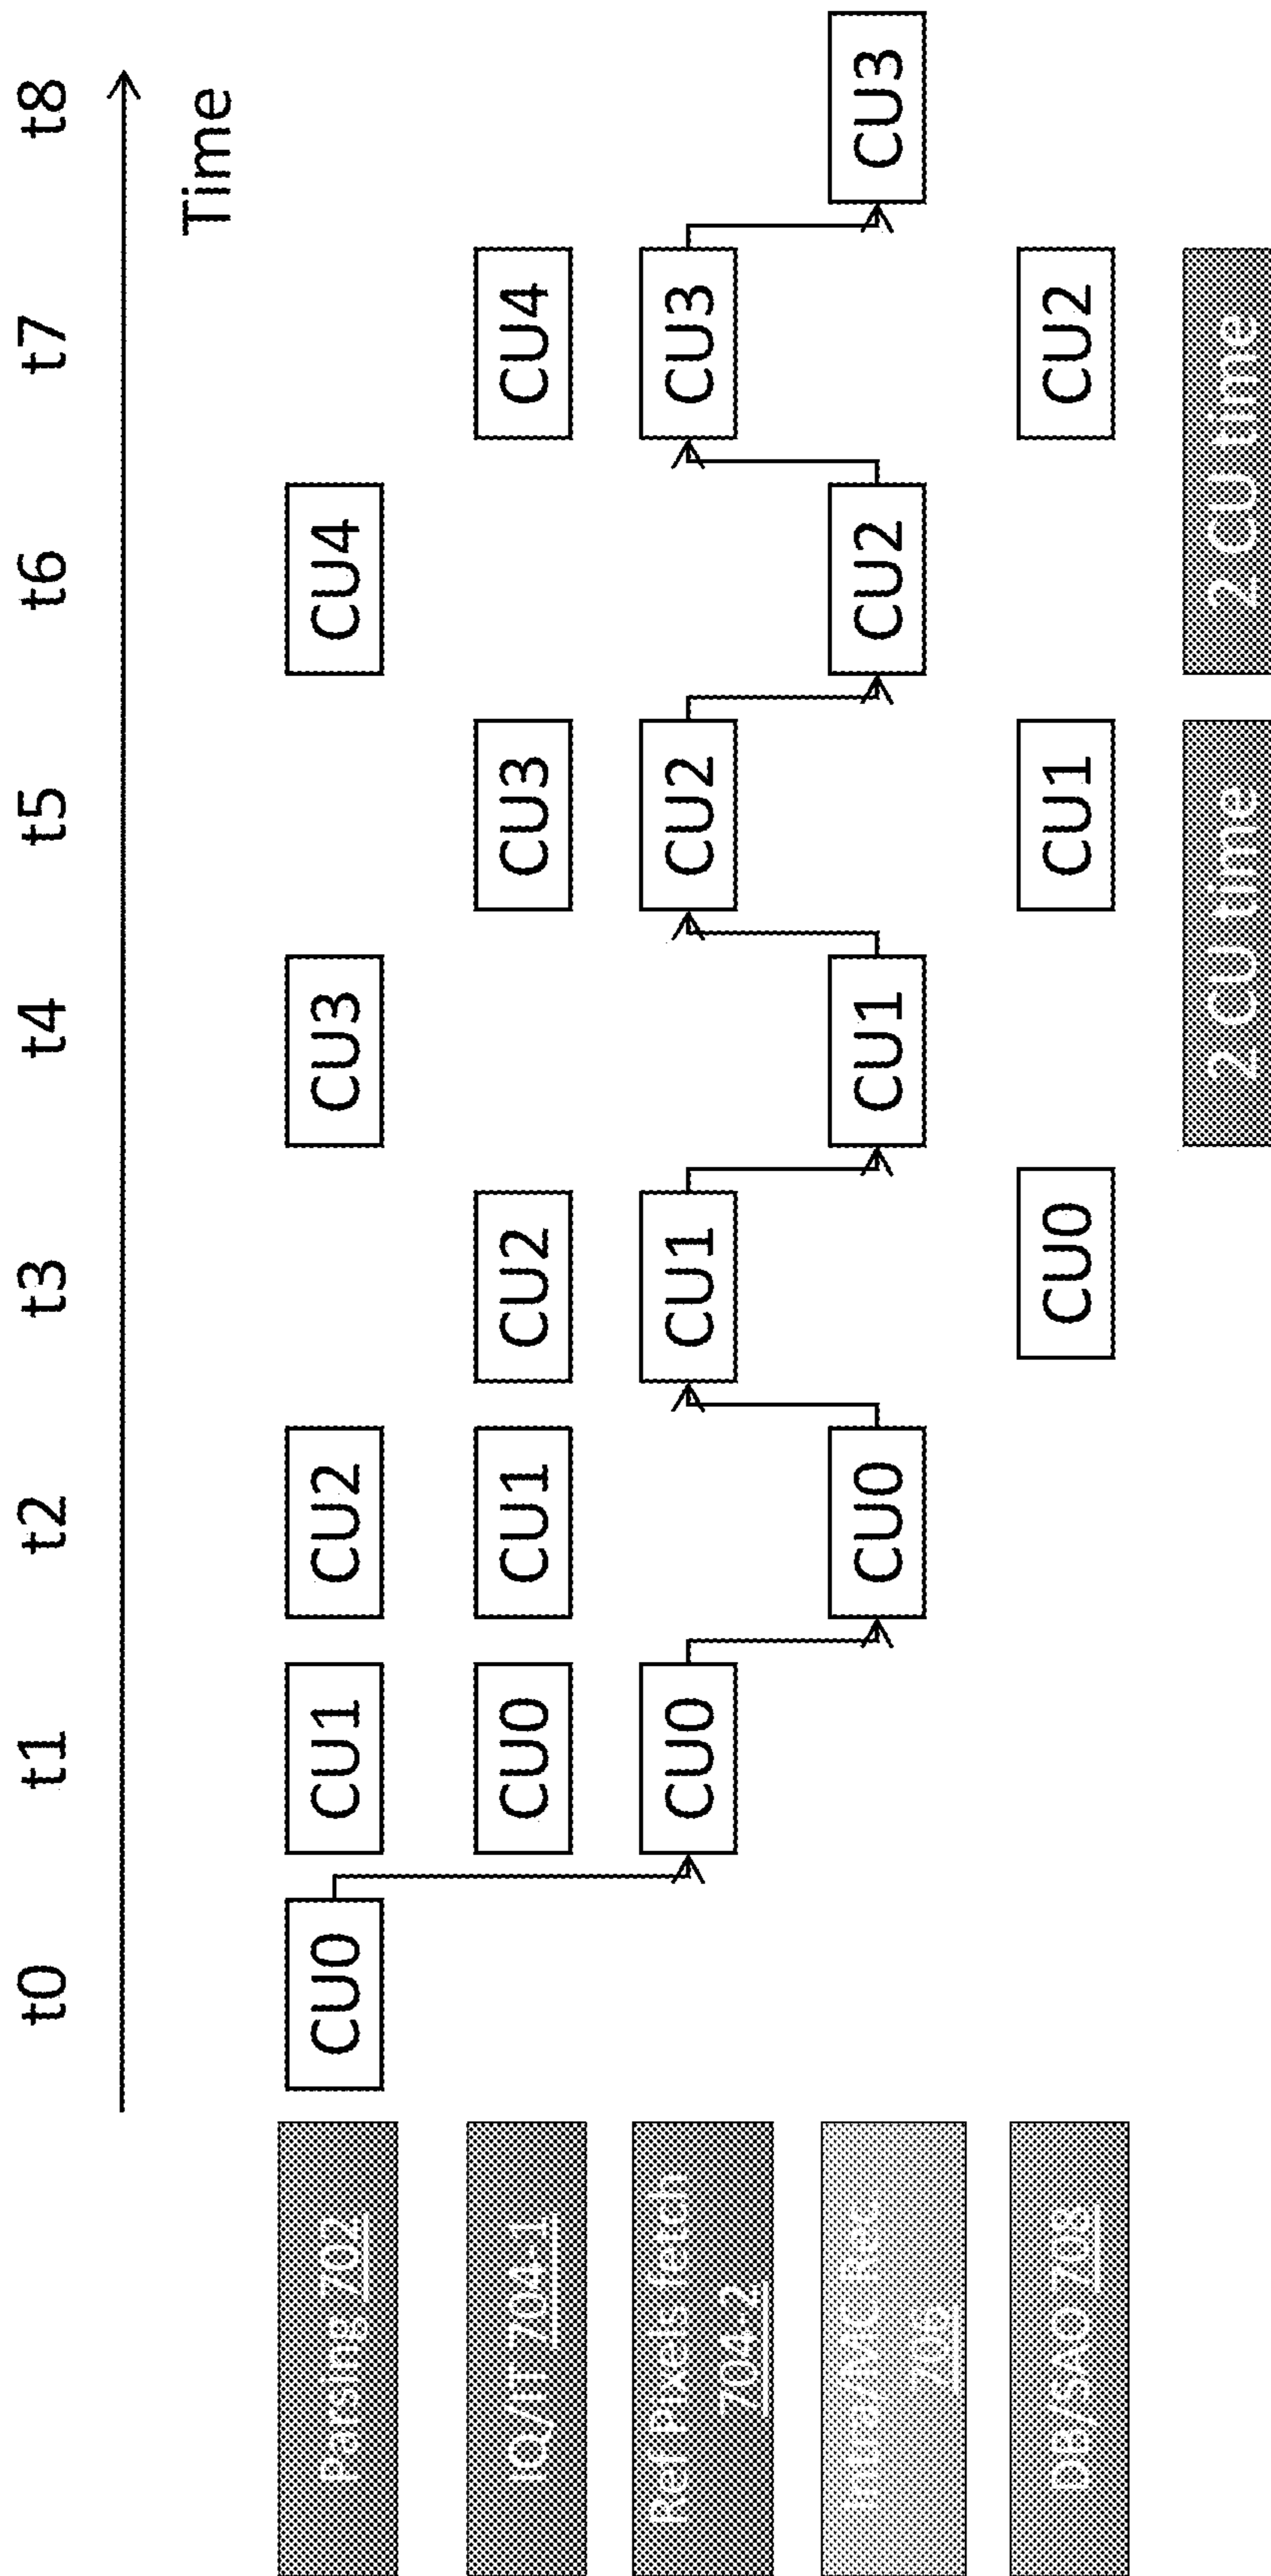 t0 t1 t2 t3 t4 t5 t6 t7 t8
Time
Parsing 702
CU0 CU1 CU2 CU3 CU4
IQ/IT 704-1
CU0 CU1 CU2 CU3 CU4
Ref Pixels fetch
704-2
CU0 CU1 CU2 CU3
Intra/MC Rec.
706
CU0 CU1 CU2 CU3
DB/SAO 708
CU0 CU1 CU2
2 CU time 2 CU time